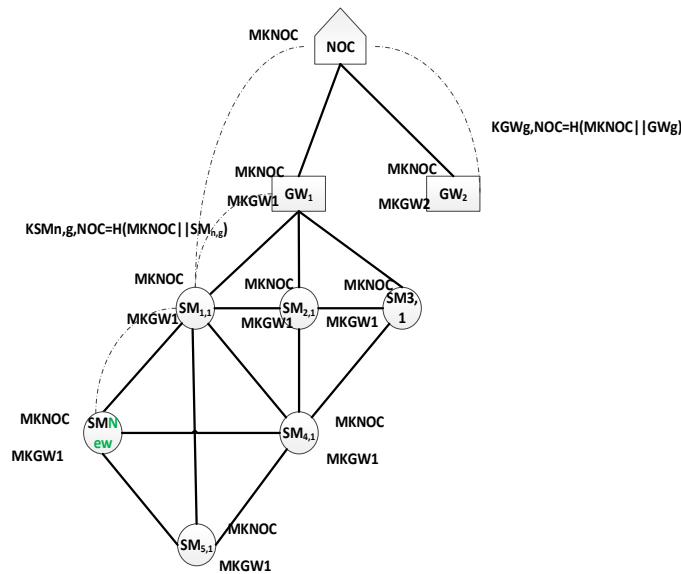 MKNOC
NOC
KGWg,NOC=H(MKNOC||GWg)
MKNOC
MKGW1
GW1
MKNOC
MKGW2
GW2
KSMn,g,NOC=H(MKNOC||SMn,g)
MKNOC
MKGW1
SM1,1
MKNOC
MKGW1
SM2,1
MKNOC
MKGW1
SM3,
1
MKNOC
MKGW1
SMN
ew
SM4,1
MKNOC
MKGW1
SM5,1
MKNOC
MKGW1